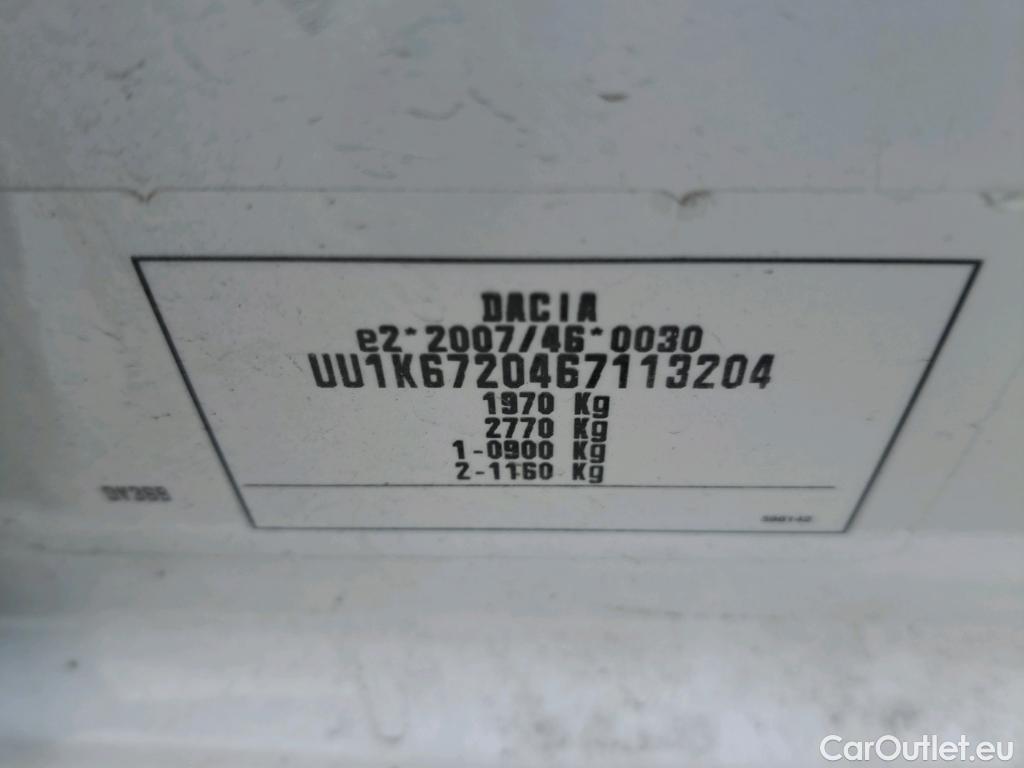 DACIA
e2*2007/46*0030
UU1K6720467113204
1970 Kg
2770 Kg
1-0900 Kg
2-1160 Kg
CarOutlet.eu